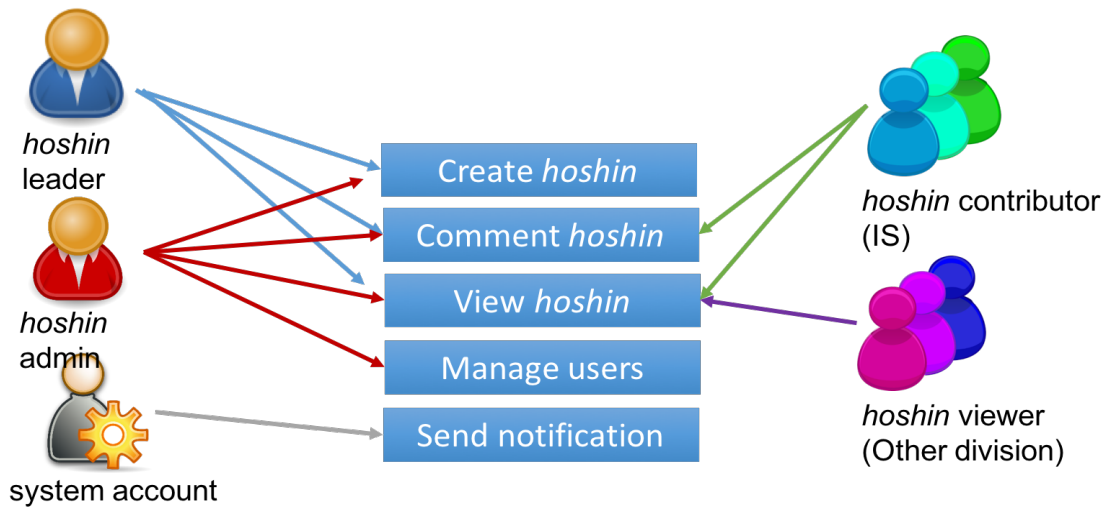 hoshin
leader
hoshin
admin
system account
Create hoshin
Comment hoshin
View hoshin
Manage users
Send notification
hoshin contributor
(IS)
hoshin viewer
(Other division)